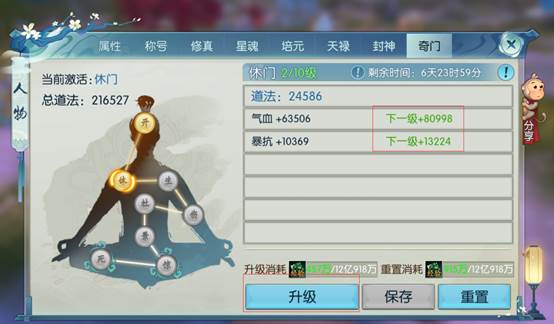 属性 称号 修真 星魂 培元 天禄 封神 奇门
人物
当前激活：休门
总道法：216527
开
休
生
杜
伤
景
死
惊
休门 2/10级
剩余时间：6天23时59分
道法：24586
气血 +63506 下一级+80998
暴抗 +10369 下一级+13224
分享
升级消耗 经验 /12亿918万 重置消耗 经验 /12亿918万
升级 保存 重置